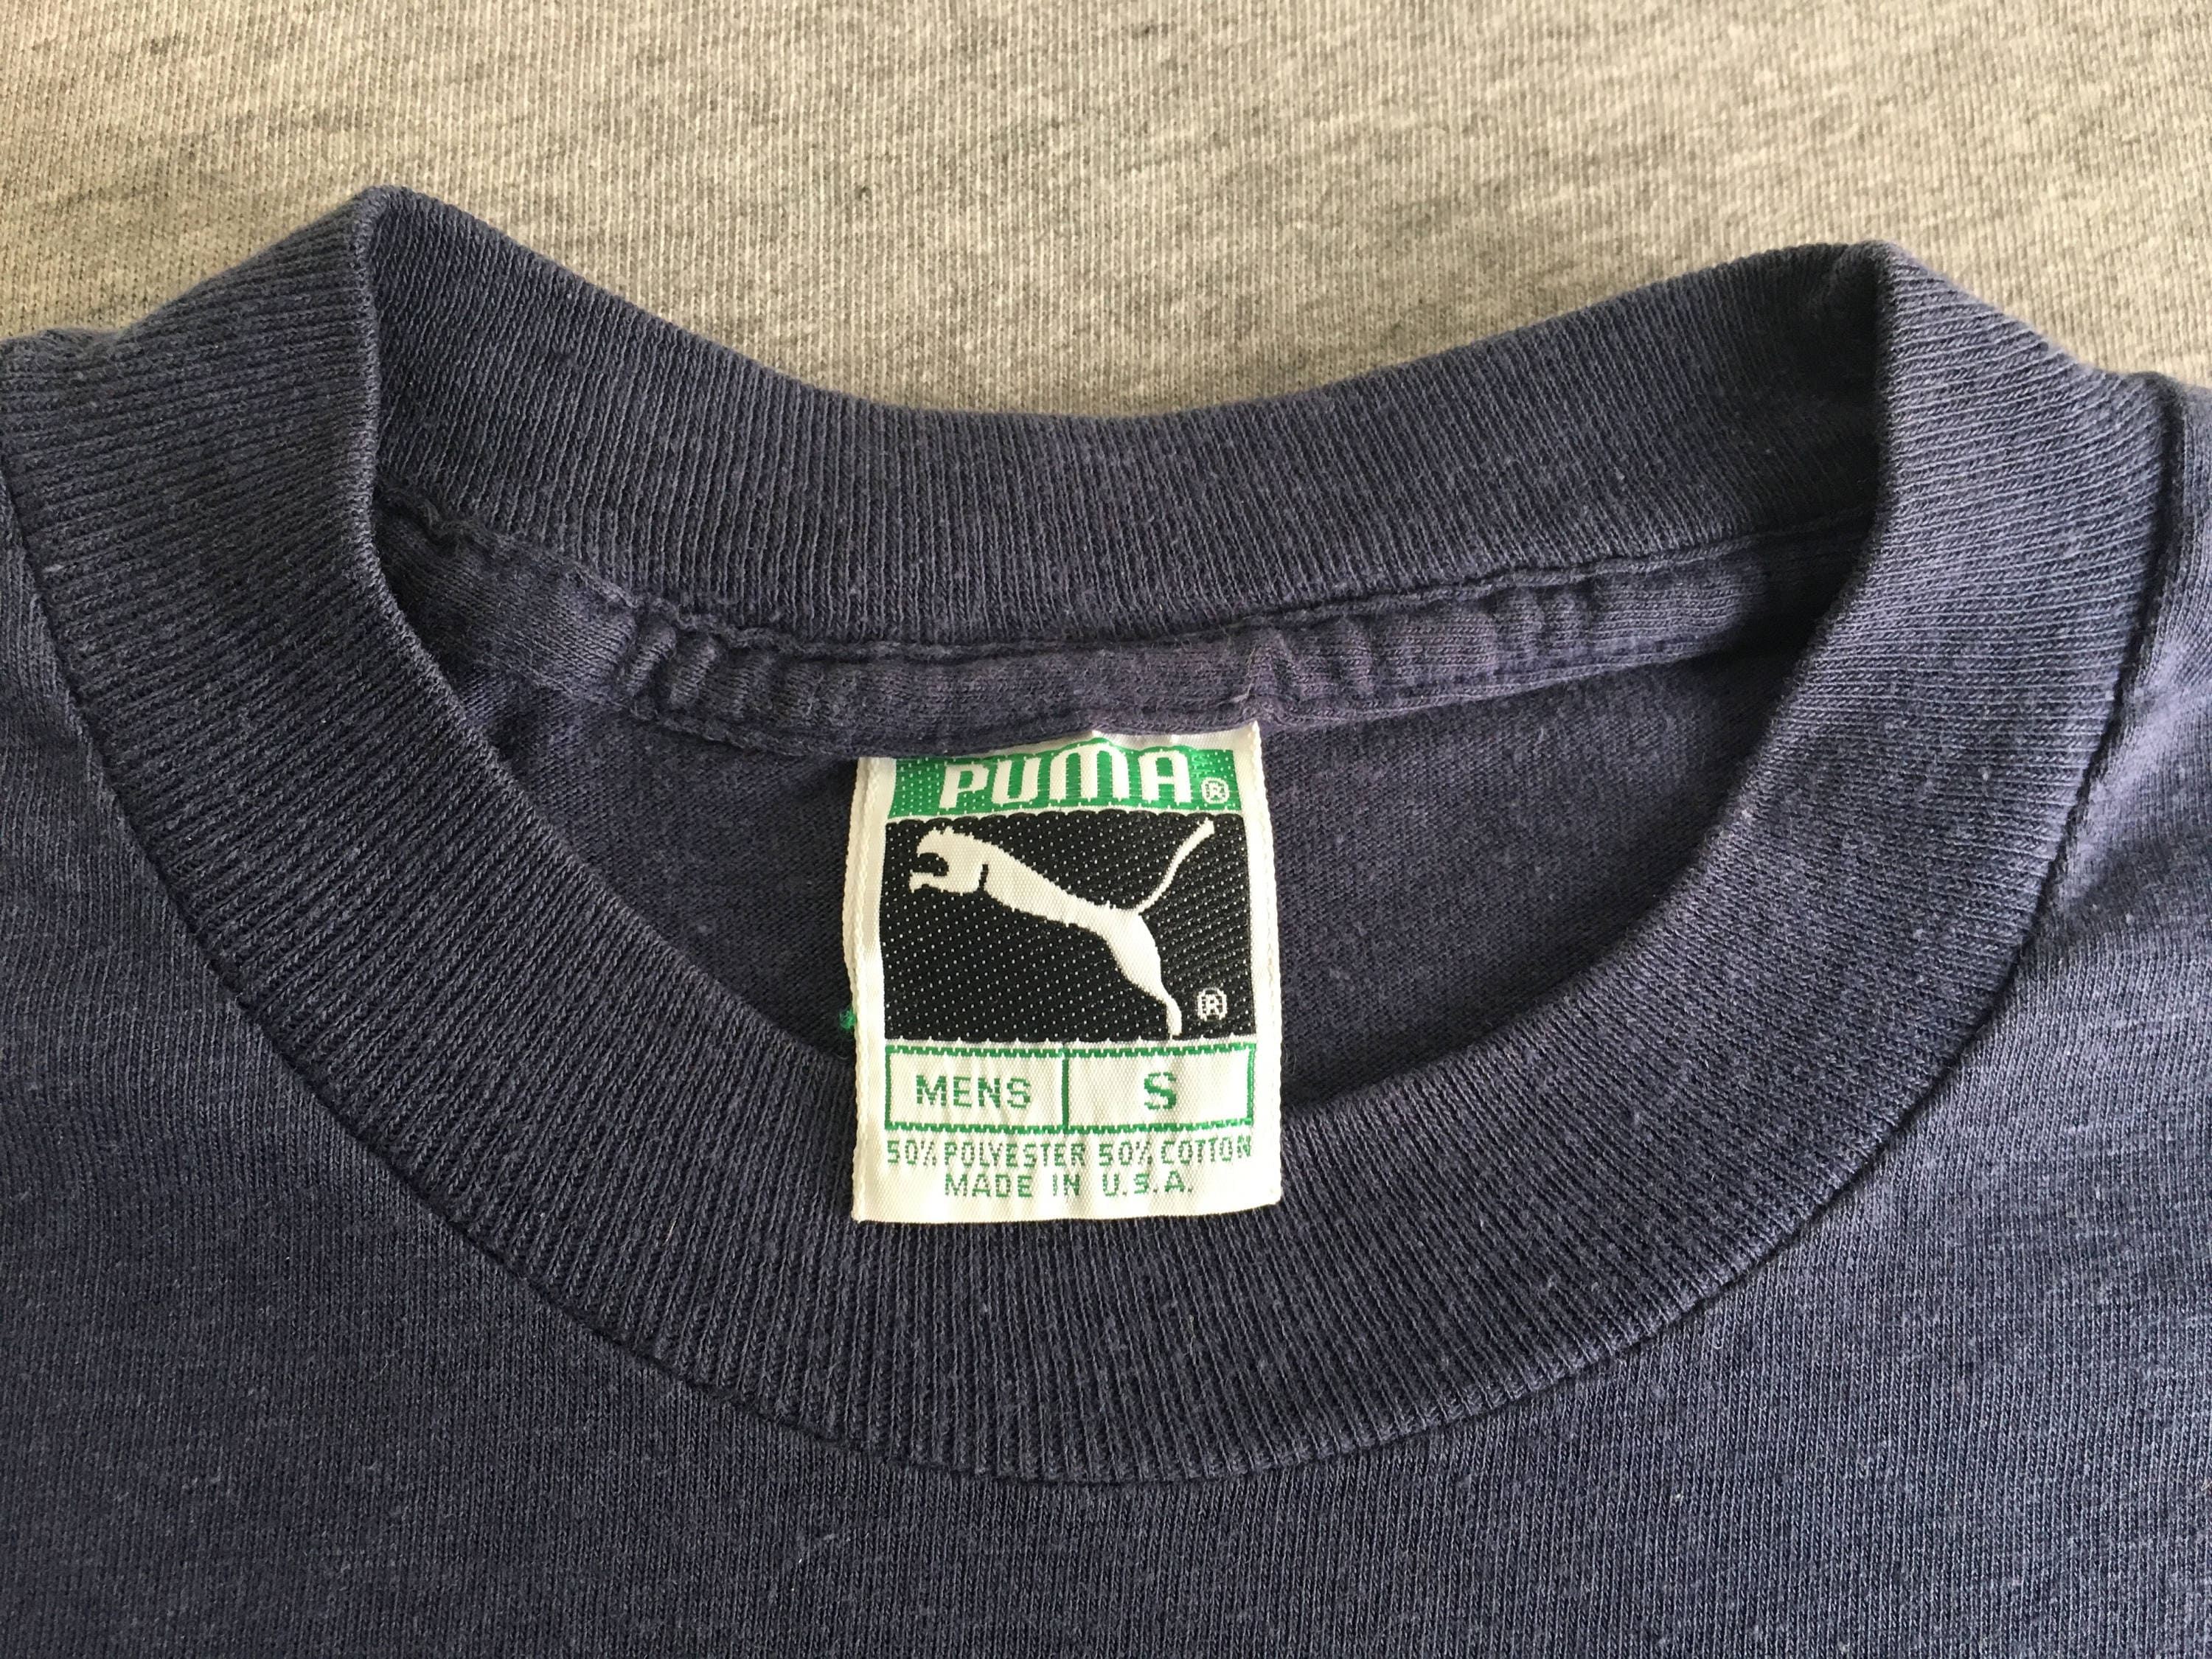 PUMA®
®
MENS S
50% POLYESTER 50% COTTON
MADE IN U.S.A.